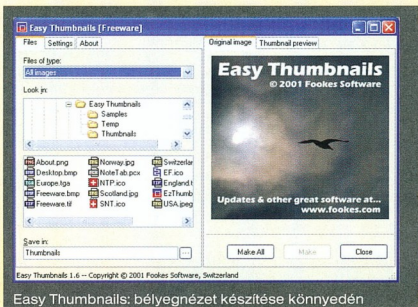 Easy Thumbnails [Freeware]
Files Settings About
Files of type:
All images
Look in:
Easy Thumbnails
Samples
Temp
Thumbnails
About.png Norway.jpg Switzerlan
Desktop.bmp NoteTab.pcx EF.ico
Europe.tga NTP.ico England.t
Freeware.bmp Scotland.jpg EzThumb
Freeware.tif SNT.ico USA.jpeg
Save in:
Thumbnails
...
Original image Thumbnail preview
Easy Thumbnails
© 2001 Fookes Software
Updates & other great software at...
www.fookes.com
Make All Make Close
Easy Thumbnails 1.6 -- Copyright © 2001 Fookes Software, Switzerland
Easy Thumbnails: bélyegnézet készítése könnyedén